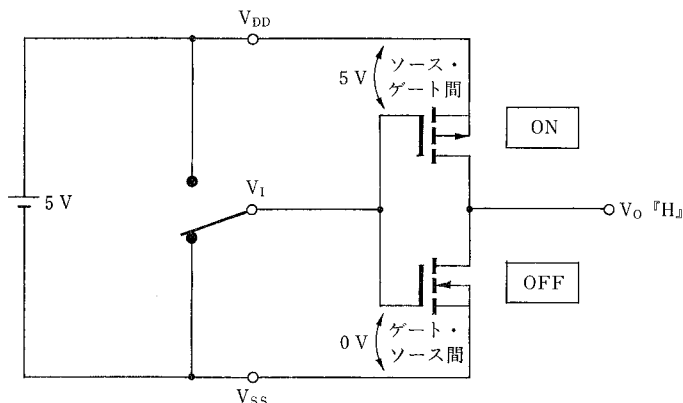 V_DD
ソース・
ゲート間
5 V
ON
5 V
V_I
V_O 『H』
OFF
0 V
ゲート・
ソース間
V_SS